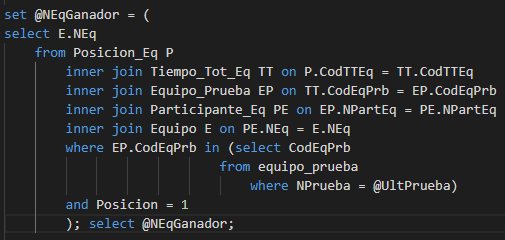 set @NEqGanador = (
select E.NEq
from Posicion_Eq P
inner join Tiempo_Tot_Eq TT on P.CodTTEq = TT.CodTTEq
inner join Equipo_Prueba EP on TT.CodEqPrb = EP.CodEqPrb
inner join Participante_Eq PE on EP.NPartEq = PE.NPartEq
inner join Equipo E on PE.NEq = E.NEq
where EP.CodEqPrb in (select CodEqPrb
from equipo_prueba
where NPrueba = @UltPrueba)
and Posicion = 1
); select @NEqGanador;